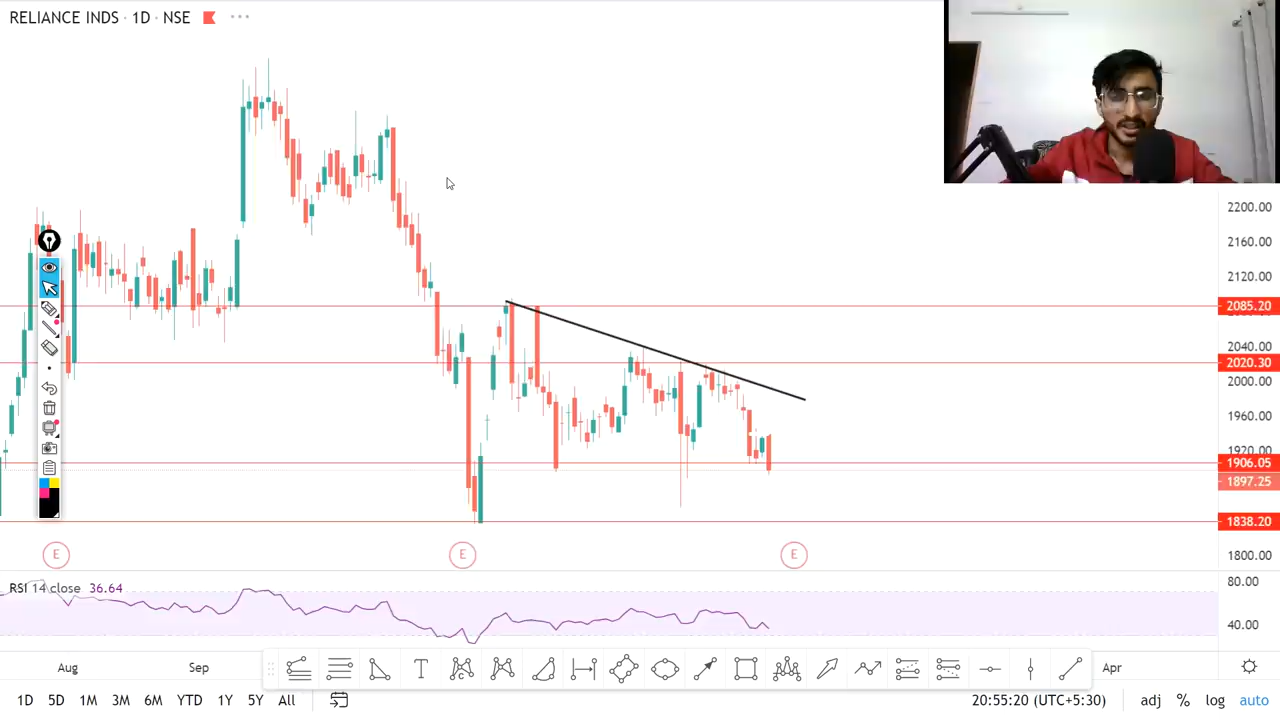 RELIANCE INDS · 1D · NSE
2200.00
2160.00
2120.00
2085.20
2040.00
2020.30
2000.00
1960.00
1920.00
1906.05
1897.25
1838.20
1800.00
E E E
RSI 14 close 36.64
80.00
40.00
Aug Sep Apr
T
1D 5D 1M 3M 6M YTD 1Y 5Y All
20:55:20 (UTC+5:30) adj % log auto